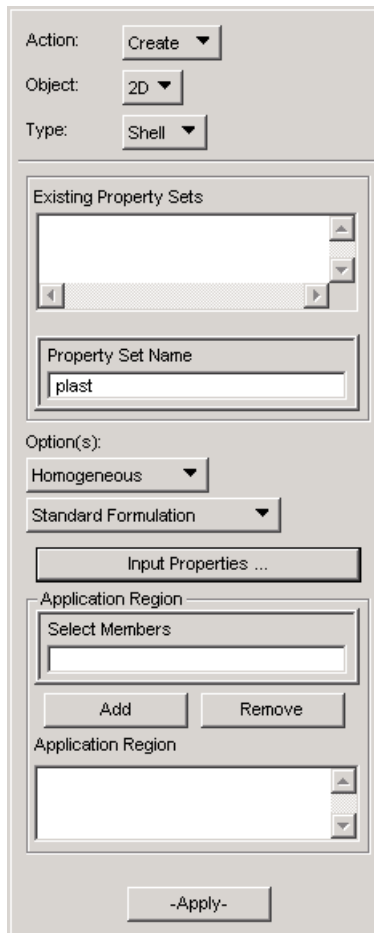 Action: Create
Object: 2D
Type: Shell
Existing Property Sets
Property Set Name
plast
Option(s):
Homogeneous
Standard Formulation
Input Properties ...
Application Region
Select Members
Add Remove
Application Region
-Apply-